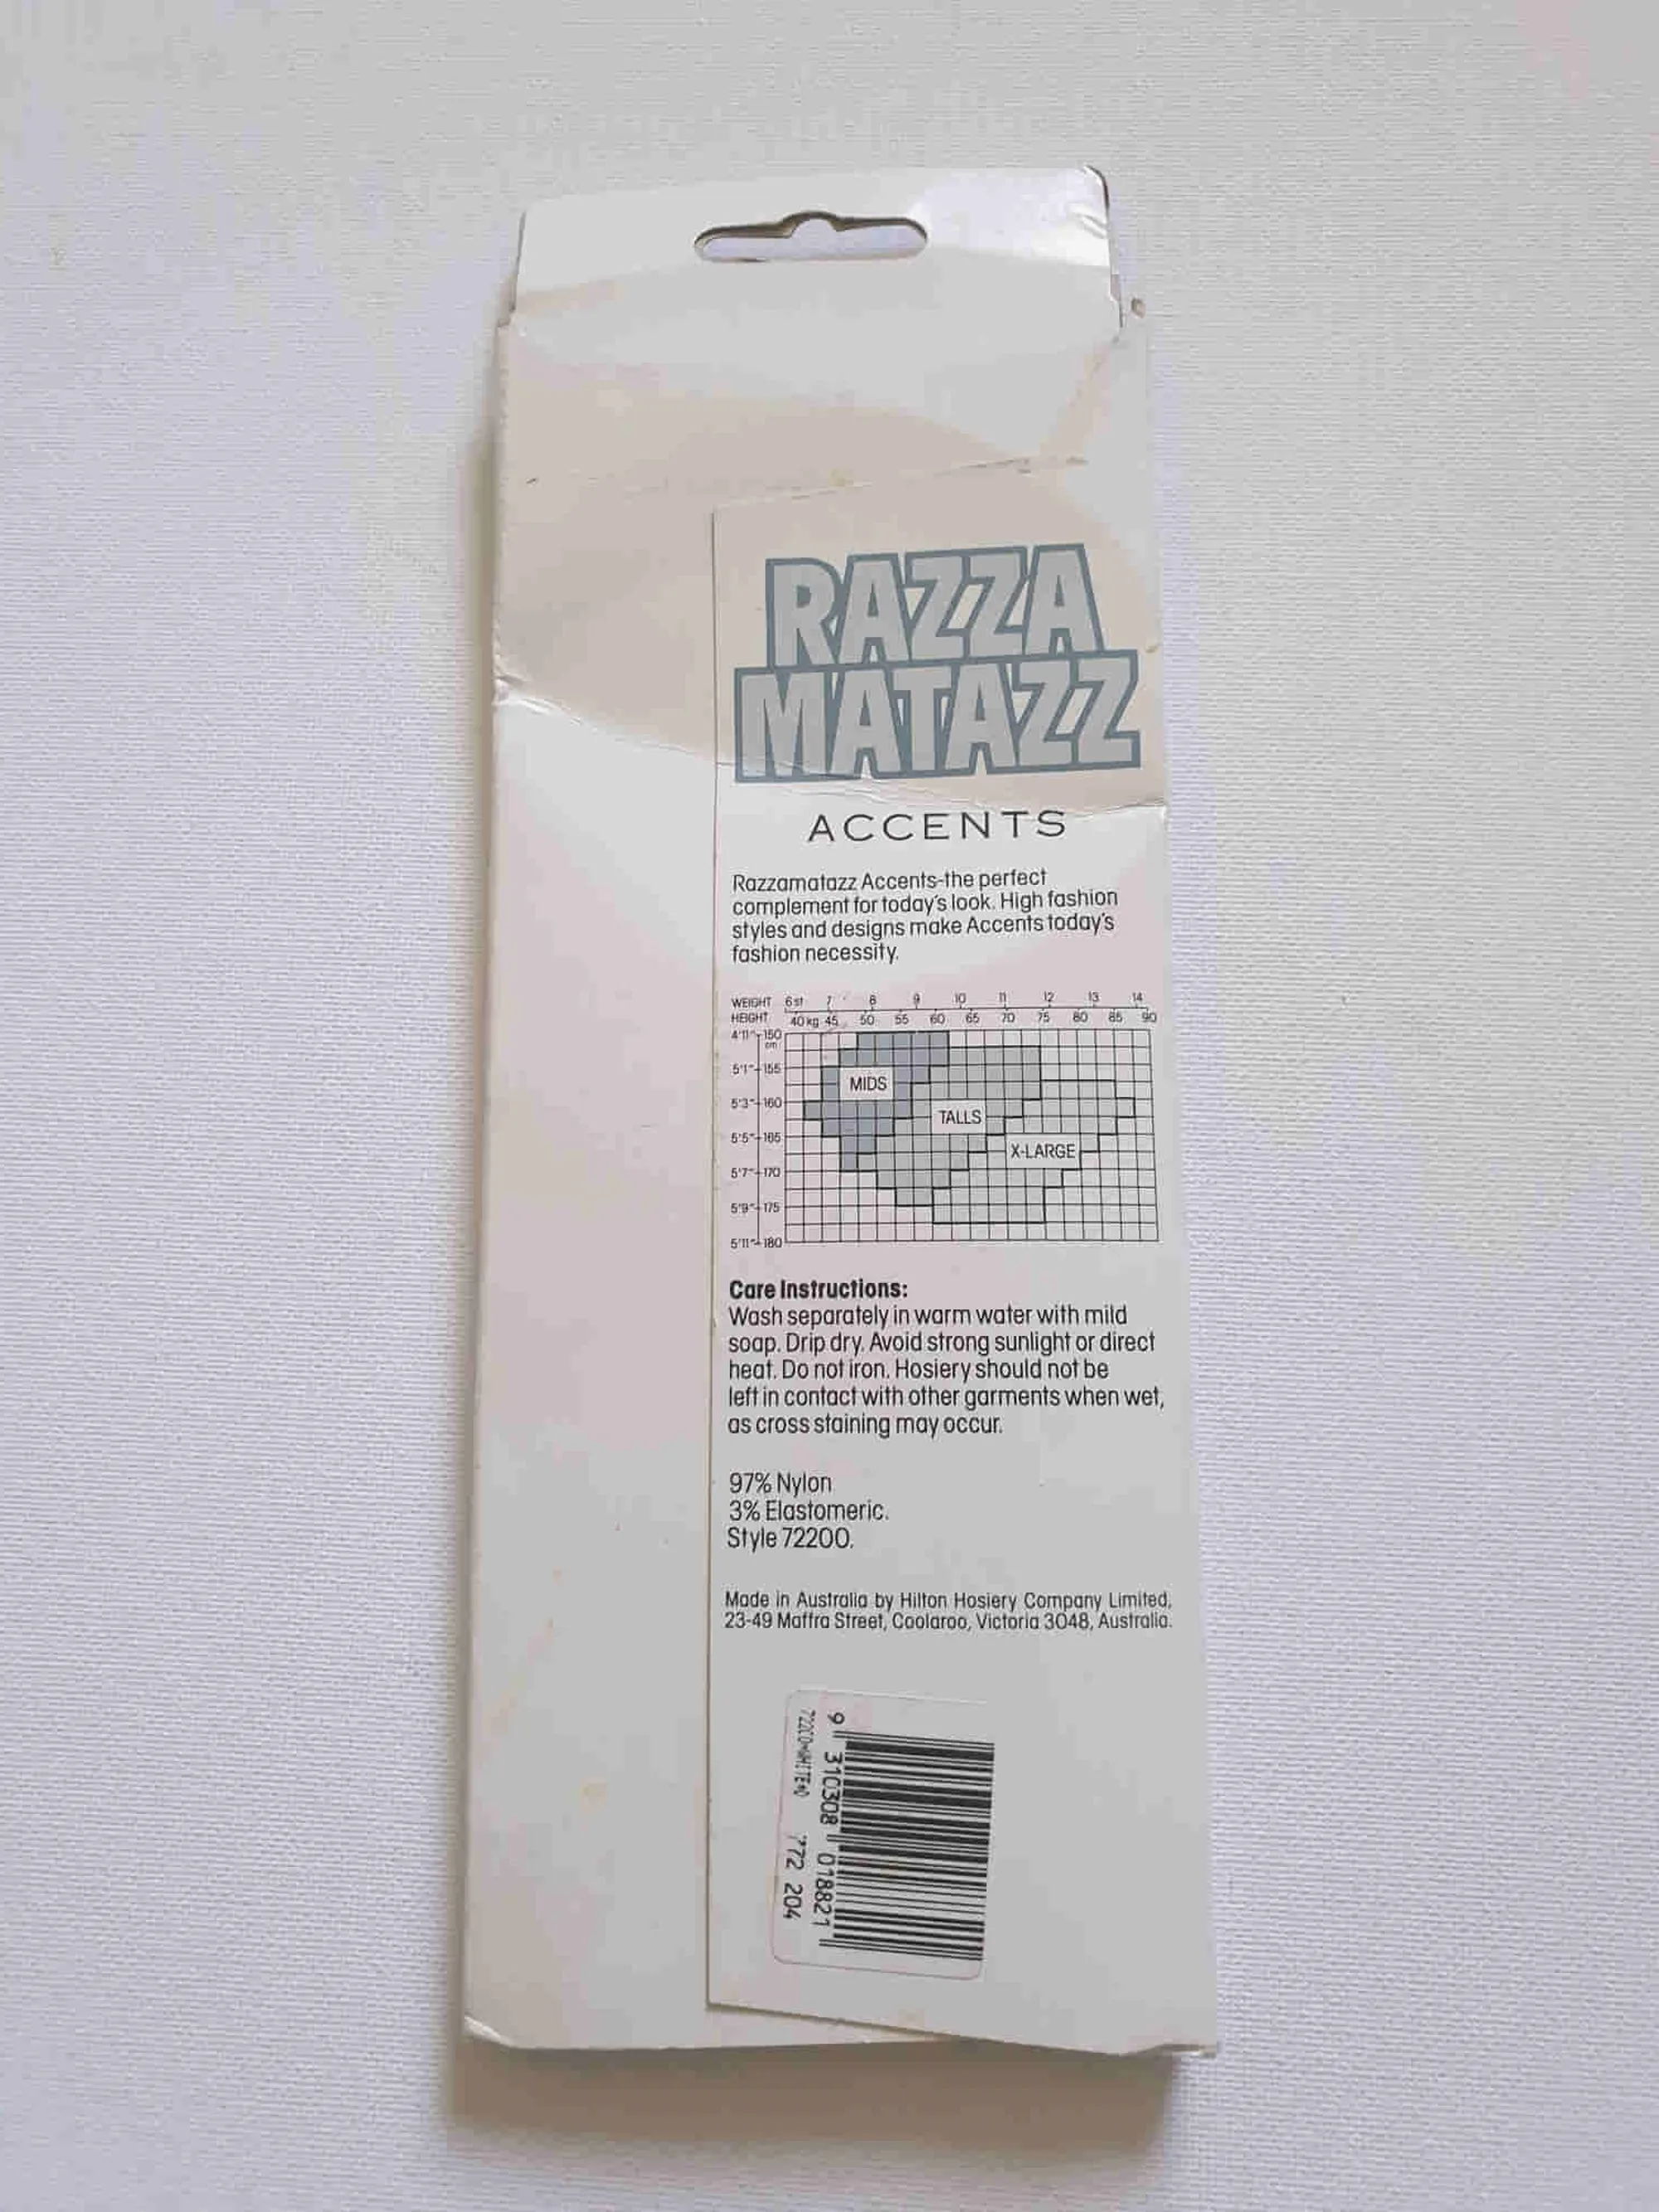 RAZZA
MATAZZ
ACCENTS
Razzamatazz Accents-the perfect
complement for today's look. High fashion
styles and designs make Accents today's
fashion necessity.
WEIGHT 6st 7 8 9 10 11 12 13 14
HEIGHT 40kg 45 50 55 60 65 70 75 80 85 90
4'11" 150
cm
5'1" 155
MIDS
5'3" 160
TALLS
5'5" 165
X-LARGE
5'7" 170
5'9" 175
5'11" 180
Care Instructions:
Wash separately in warm water with mild
soap. Drip dry. Avoid strong sunlight or direct
heat. Do not iron. Hosiery should not be
left in contact with other garments when wet,
as cross staining may occur.
97% Nylon
3% Elastomeric.
Style 72200.
Made in Australia by Hilton Hosiery Company Limited,
23-49 Maffra Street, Coolaroo, Victoria 3048, Australia.
9 310308 018821
772 204